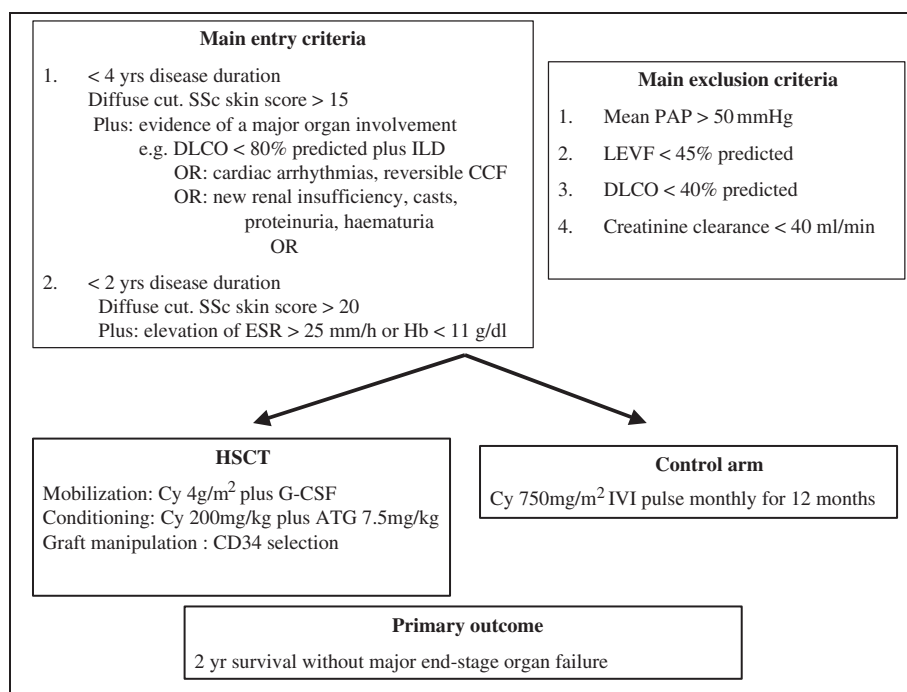 Main entry criteria
1. < 4 yrs disease duration
Diffuse cut. SSc skin score > 15
Plus: evidence of a major organ involvement
e.g. DLCO < 80% predicted plus ILD
OR: cardiac arrhythmias, reversible CCF
OR: new renal insufficiency, casts,
proteinuria, haematuria
OR
2. < 2 yrs disease duration
Diffuse cut. SSc skin score > 20
Plus: elevation of ESR > 25 mm/h or Hb < 11 g/dl
Main exclusion criteria
1. Mean PAP > 50 mmHg
2. LEVF < 45% predicted
3. DLCO < 40% predicted
4. Creatinine clearance < 40 ml/min
HSCT
Mobilization: Cy 4g/m² plus G-CSF
Conditioning: Cy 200mg/kg plus ATG 7.5mg/kg
Graft manipulation : CD34 selection
Control arm
Cy 750mg/m² IVI pulse monthly for 12 months
Primary outcome
2 yr survival without major end-stage organ failure